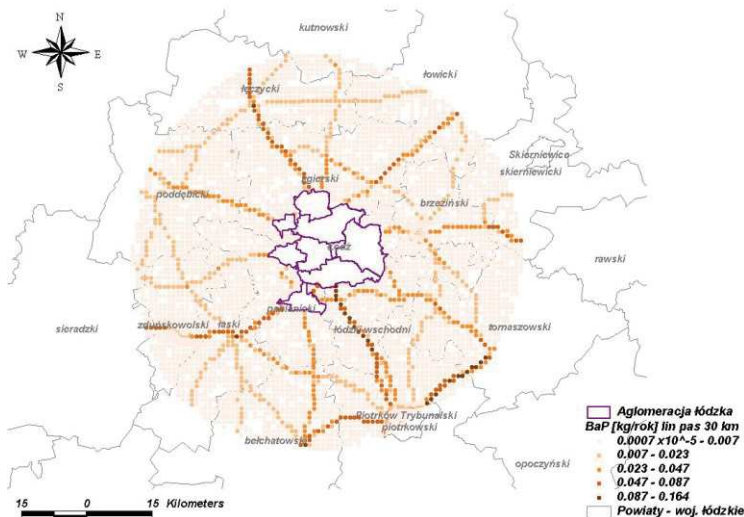 N
W E
S
kutnowski
łowicki
łęczycki
Skierniewice
skierniewicki
zgierski
poddębicki
brzeziński
Łódź
rawski
pabianicki
sieradzki
zduńskowolski łaski
łódzki wschodni
tomaszowski
Piotrków Trybunalski
piotrkowski
bełchatowski
opoczyński
Aglomeracja łódzka
BaP [kg/rok] lin pas 30 km
0.0007 x10^-5 - 0.007
0.007 - 0.023
0.023 - 0.047
0.047 - 0.087
0.087 - 0.164
Powiaty - woj. łódzkie
15 0 15 Kilometers